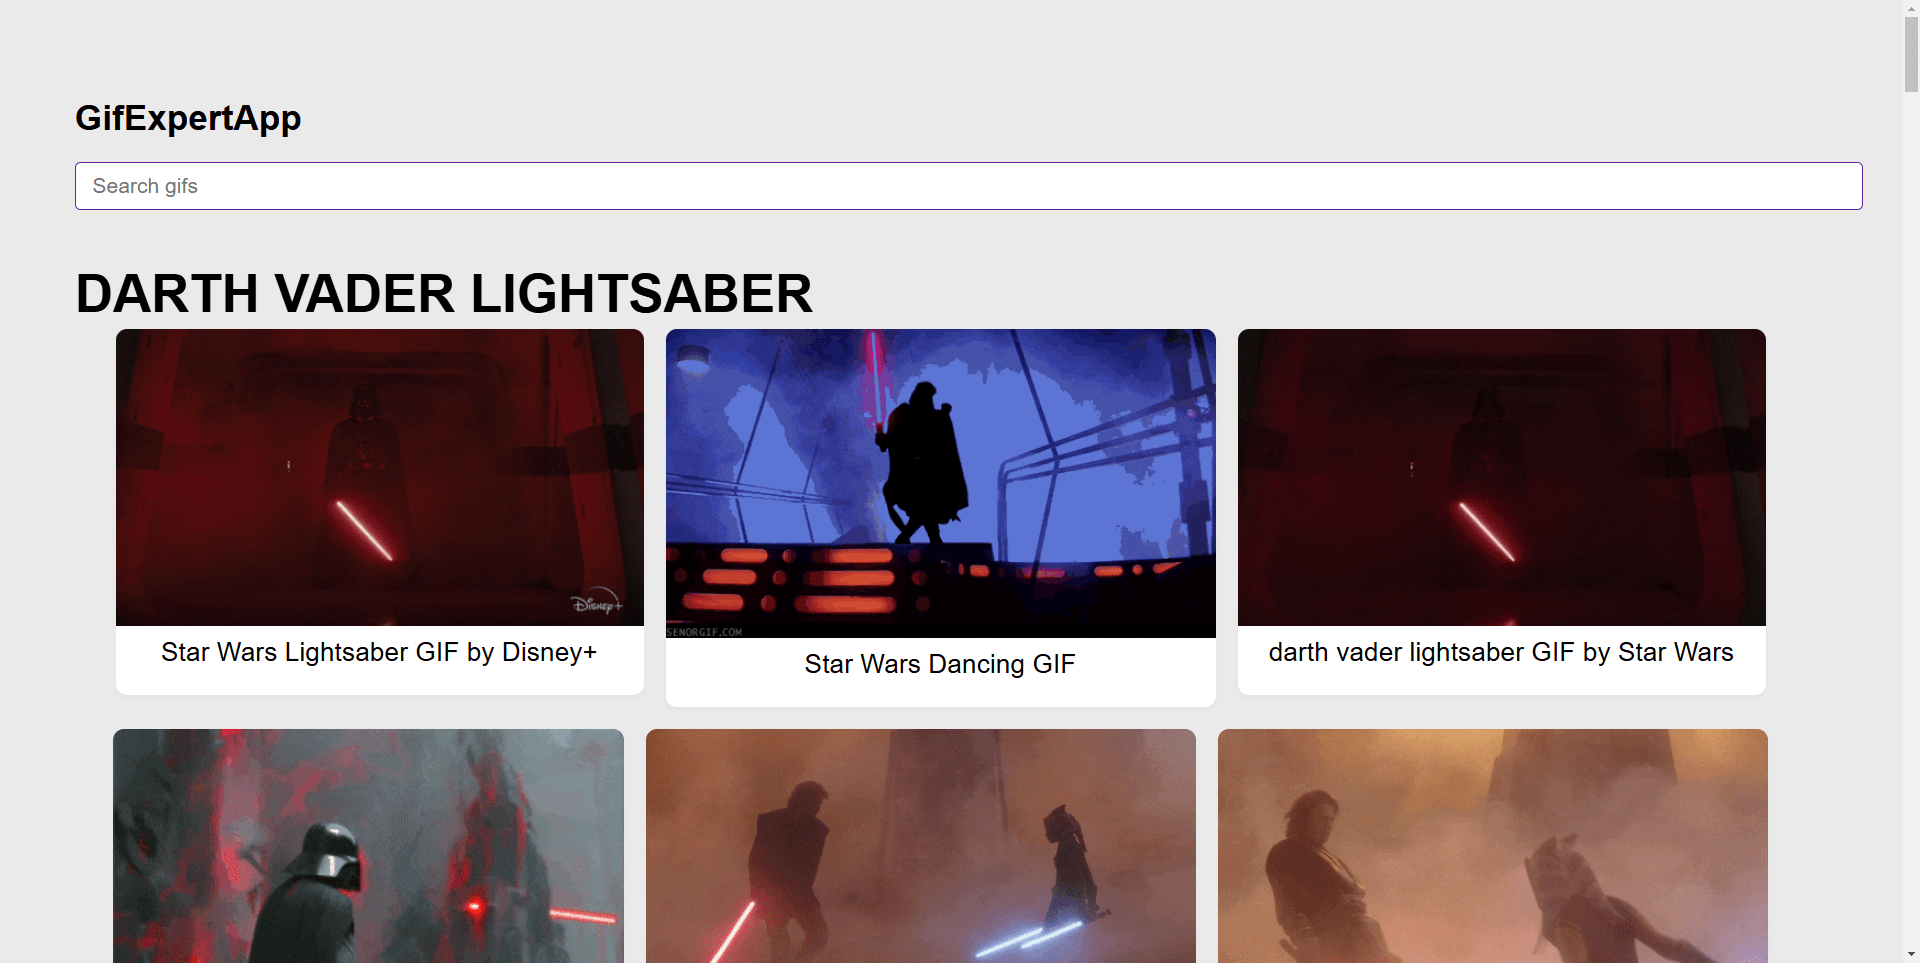 GifExpertApp
Search gifs
DARTH VADER LIGHTSABER
Disney+
SENORGIF.COM
Star Wars Lightsaber GIF by Disney+
Star Wars Dancing GIF
darth vader lightsaber GIF by Star Wars